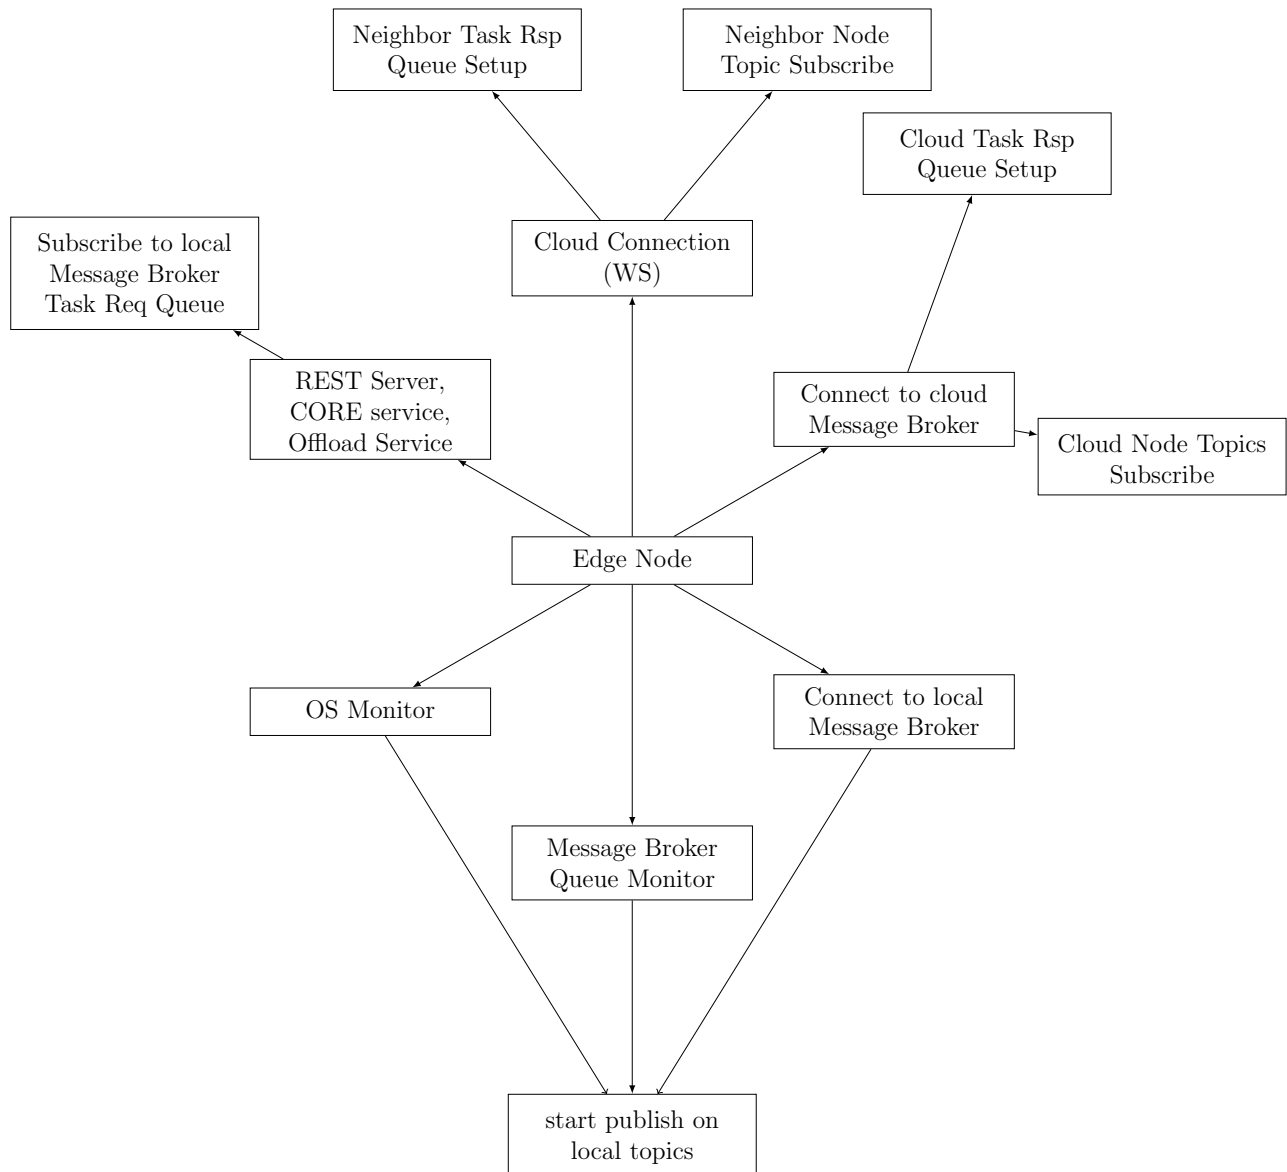 Neighbor Task Rsp
Queue Setup
Neighbor Node
Topic Subscribe
Cloud Task Rsp
Queue Setup
Subscribe to local
Message Broker
Task Req Queue
Cloud Connection
(WS)
REST Server,
CORE service,
Offload Service
Connect to cloud
Message Broker
Cloud Node Topics
Subscribe
Edge Node
OS Monitor
Connect to local
Message Broker
Message Broker
Queue Monitor
start publish on
local topics